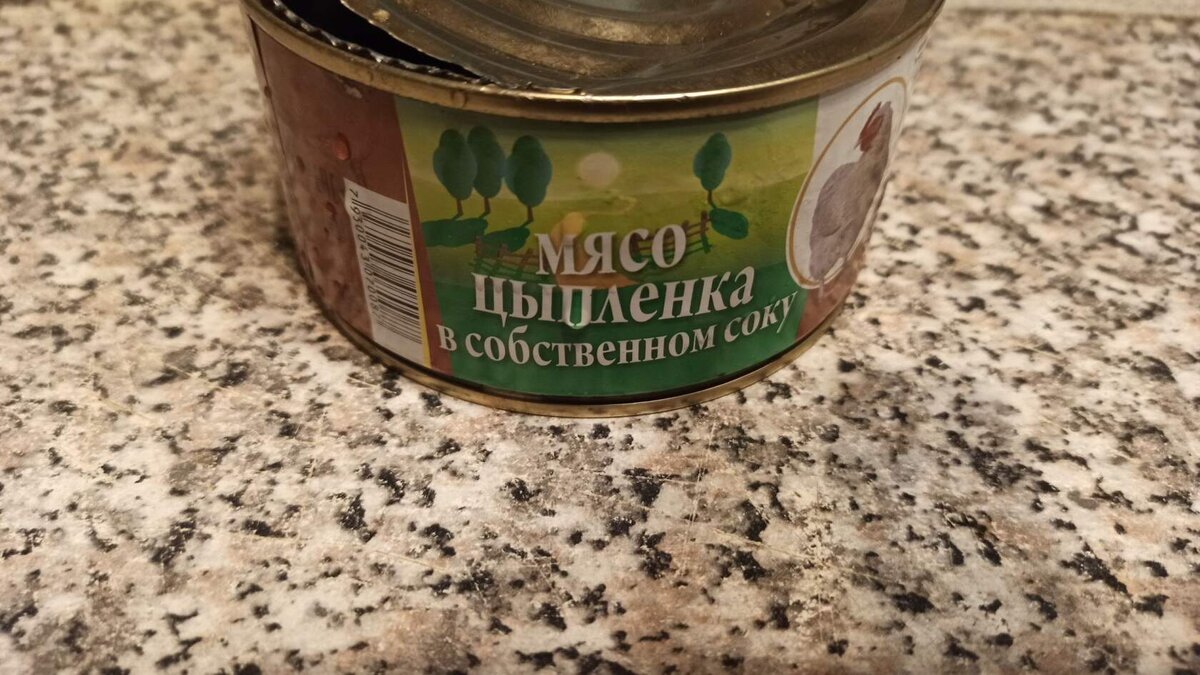 мясо
цыпленка
в собственном соку